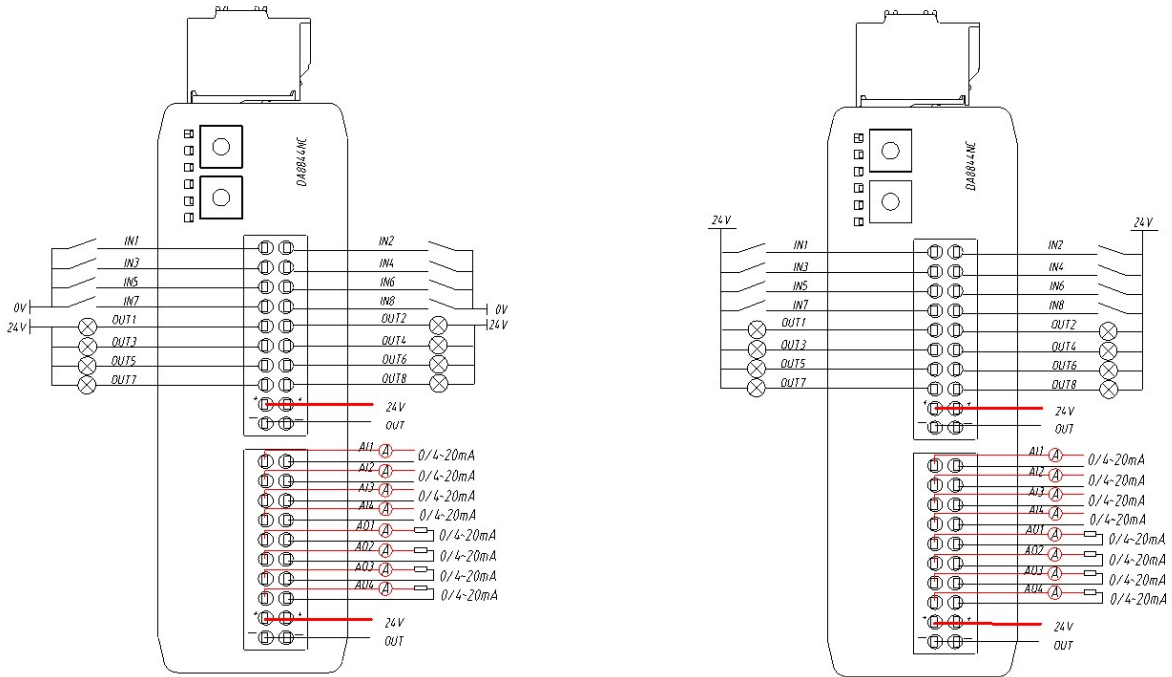 DA8844NC
IN1 IN2
IN3 IN4
IN5 IN6
IN7 IN8
0V 0V
24V 24V
OUT1 OUT2
OUT3 OUT4
OUT5 OUT6
OUT7 OUT8
+ + 24V
— — OUT
AI1 A 0/4~20mA
AI2 A 0/4~20mA
AI3 A 0/4~20mA
AI4 A 0/4~20mA
AO1 A 0/4~20mA
AO2 A 0/4~20mA
AO3 A 0/4~20mA
AO4 A 0/4~20mA
+ + 24V
— — OUT
DA8844NC
24V 24V
IN1 IN2
IN3 IN4
IN5 IN6
IN7 IN8
OUT1 OUT2
OUT3 OUT4
OUT5 OUT6
OUT7 OUT8
+ + 24V
— — OUT
AI1 A 0/4~20mA
AI2 A 0/4~20mA
AI3 A 0/4~20mA
AI4 A 0/4~20mA
AO1 A 0/4~20mA
AO2 A 0/4~20mA
AO3 A 0/4~20mA
AO4 A 0/4~20mA
+ + 24V
— — OUT